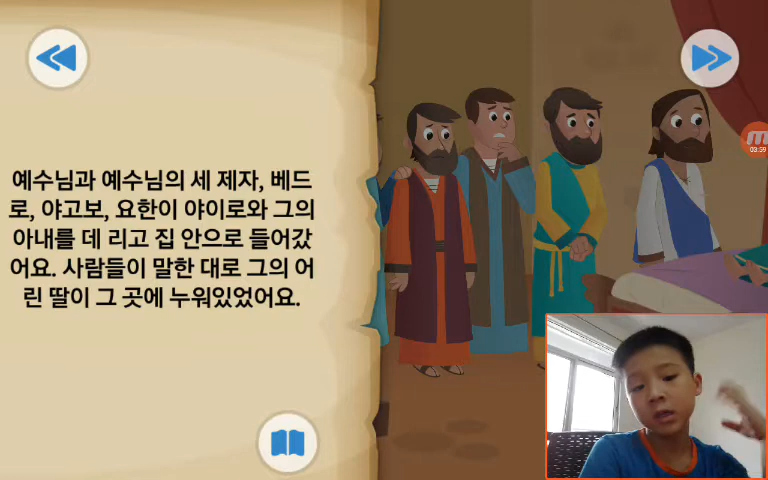 예수님과 예수님의 세 제자, 베드
로, 야고보, 요한이 야이로와 그의
아내를 데 리고 집 안으로 들어갔
어요. 사람들이 말한 대로 그의 어
린 딸이 그 곳에 누워있었어요.
03:59